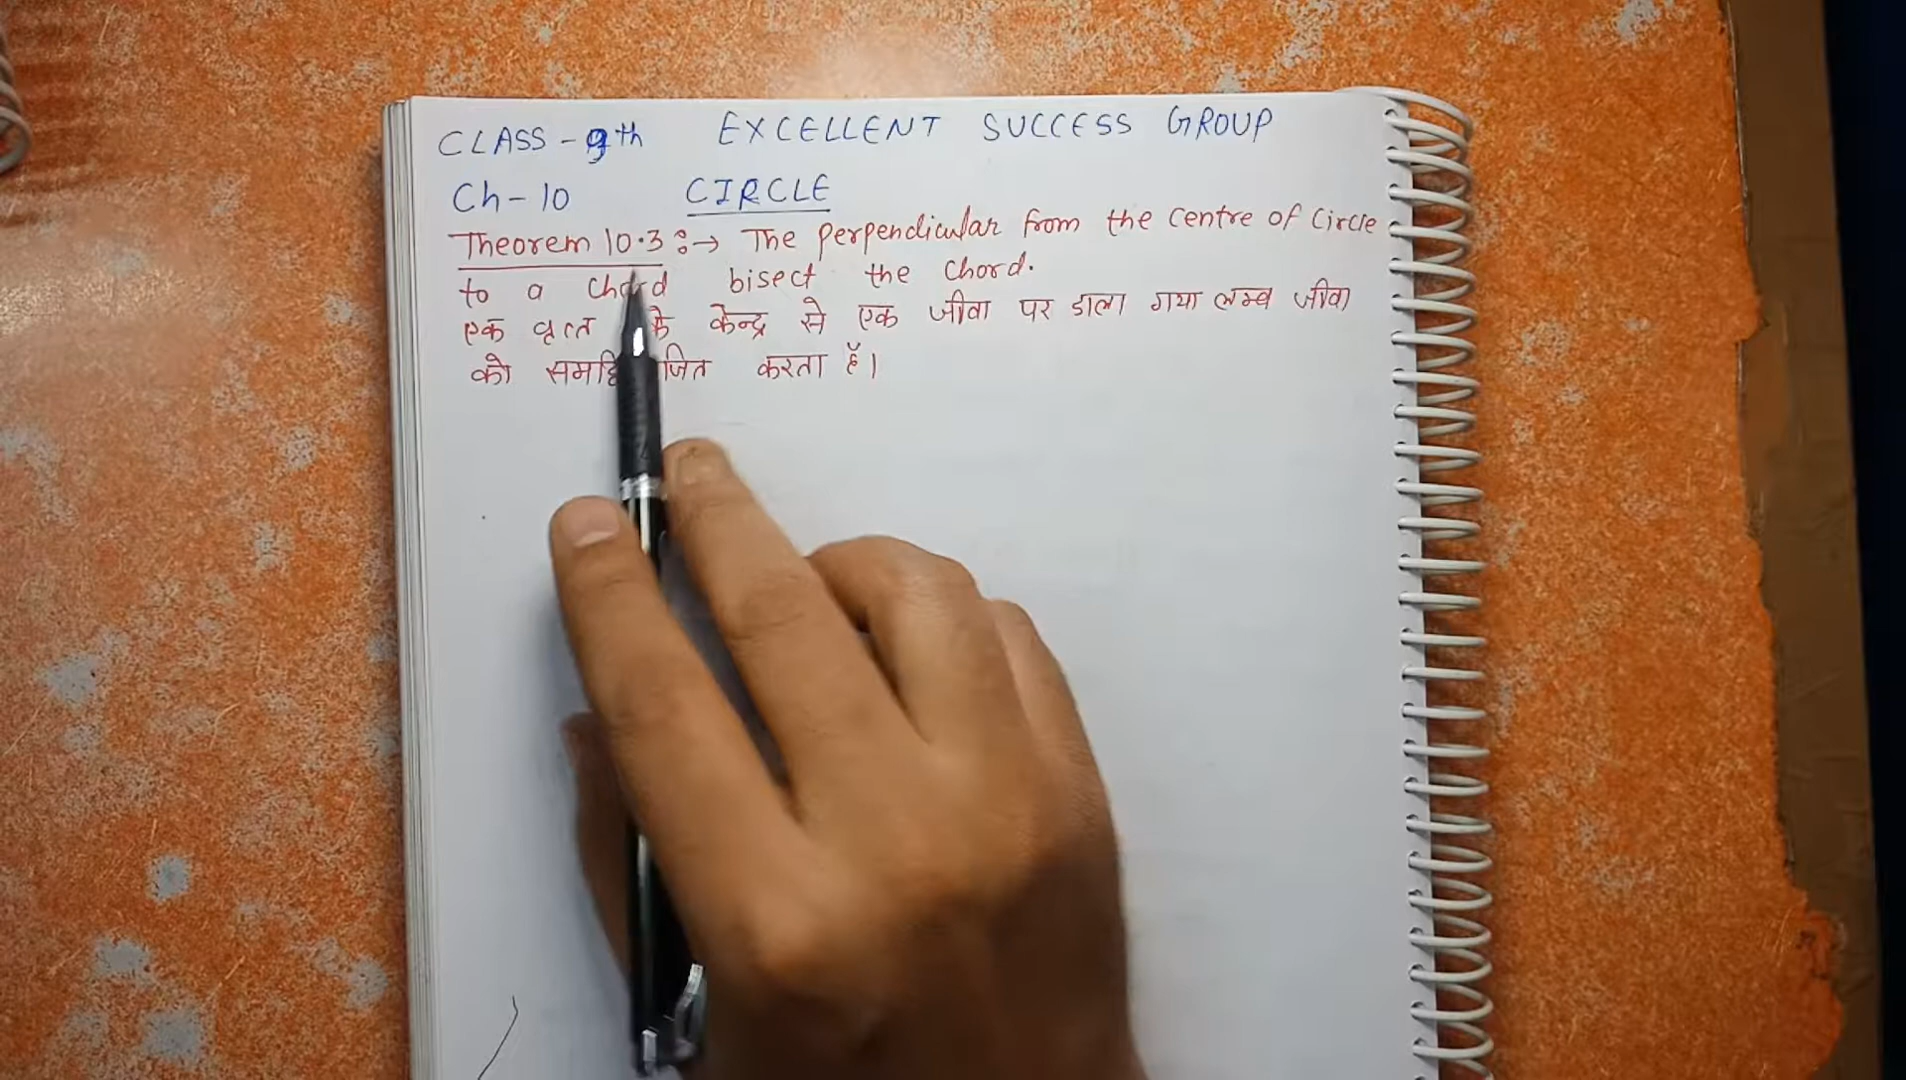 CLASS - 9th EXCELLENT SUCCESS GROUP
Ch - 10 CIRCLE
Theorem 10.3 :→ The perpendicular from the centre of circle
to a chord bisect the chord.
एक वृत्त के केन्द्र से एक जीवा पर डाला गया लम्ब जीवा
को करता है।